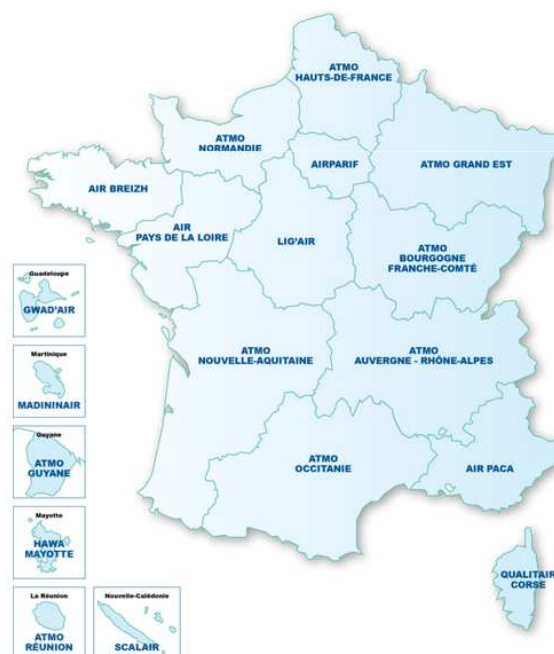 ATMO
HAUTS-DE-FRANCE
ATMO
NORMANDIE
AIRPARIF
ATMO GRAND EST
AIR BREIZH
AIR
PAYS DE LA LOIRE
LIG'AIR
ATMO
BOURGOGNE
FRANCHE-COMTÉ
Guadeloupe
GWAD'AIR
ATMO
NOUVELLE-AQUITAINE
ATMO
AUVERGNE - RHÔNE-ALPES
Martinique
MADININAIR
Guyane
ATMO
GUYANE
ATMO
OCCITANIE
AIR PACA
Mayotte
HAWA
MAYOTTE
QUALITAIR
CORSE
La Réunion
ATMO
RÉUNION
Nouvelle-Calédonie
SCALAIR